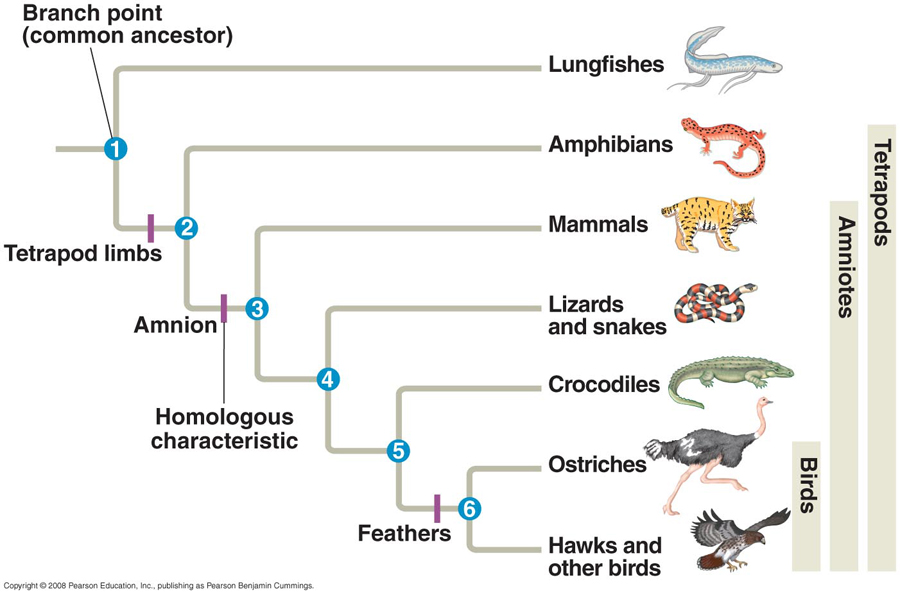 Branch point
(common ancestor)
Lungfishes
1
Amphibians
Tetrapods
2
Mammals
Tetrapod limbs
Amniotes
3
Lizards
and snakes
Amnion
4
Crocodiles
Homologous
characteristic
5
Ostriches
Birds
6
Feathers
Hawks and
other birds
Copyright © 2008 Pearson Education, Inc., publishing as Pearson Benjamin Cummings.